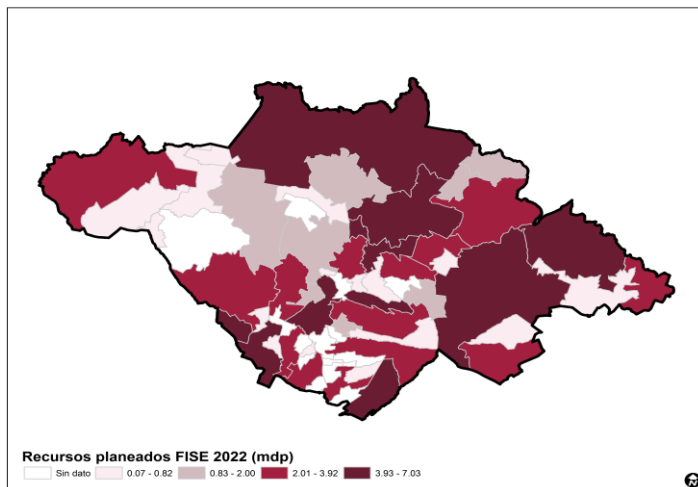 Recursos planeados FISE 2022 (mdp)
Sin dato 0.07 - 0.82 0.83 - 2.00 2.01 - 3.92 3.93 - 7.03